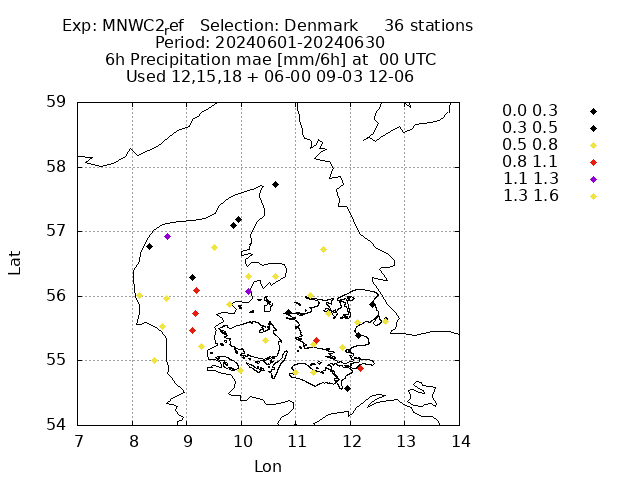 Exp: MNWC2_ref Selection: Denmark 36 stations
Period: 20240601-20240630
6h Precipitation mae [mm/6h] at 00 UTC
Used 12,15,18 + 06-00 09-03 12-06
0.0 0.3
0.3 0.5
0.5 0.8
0.8 1.1
1.1 1.3
1.3 1.6
59
58
57
56
55
54
Lat
7 8 9 10 11 12 13 14
Lon